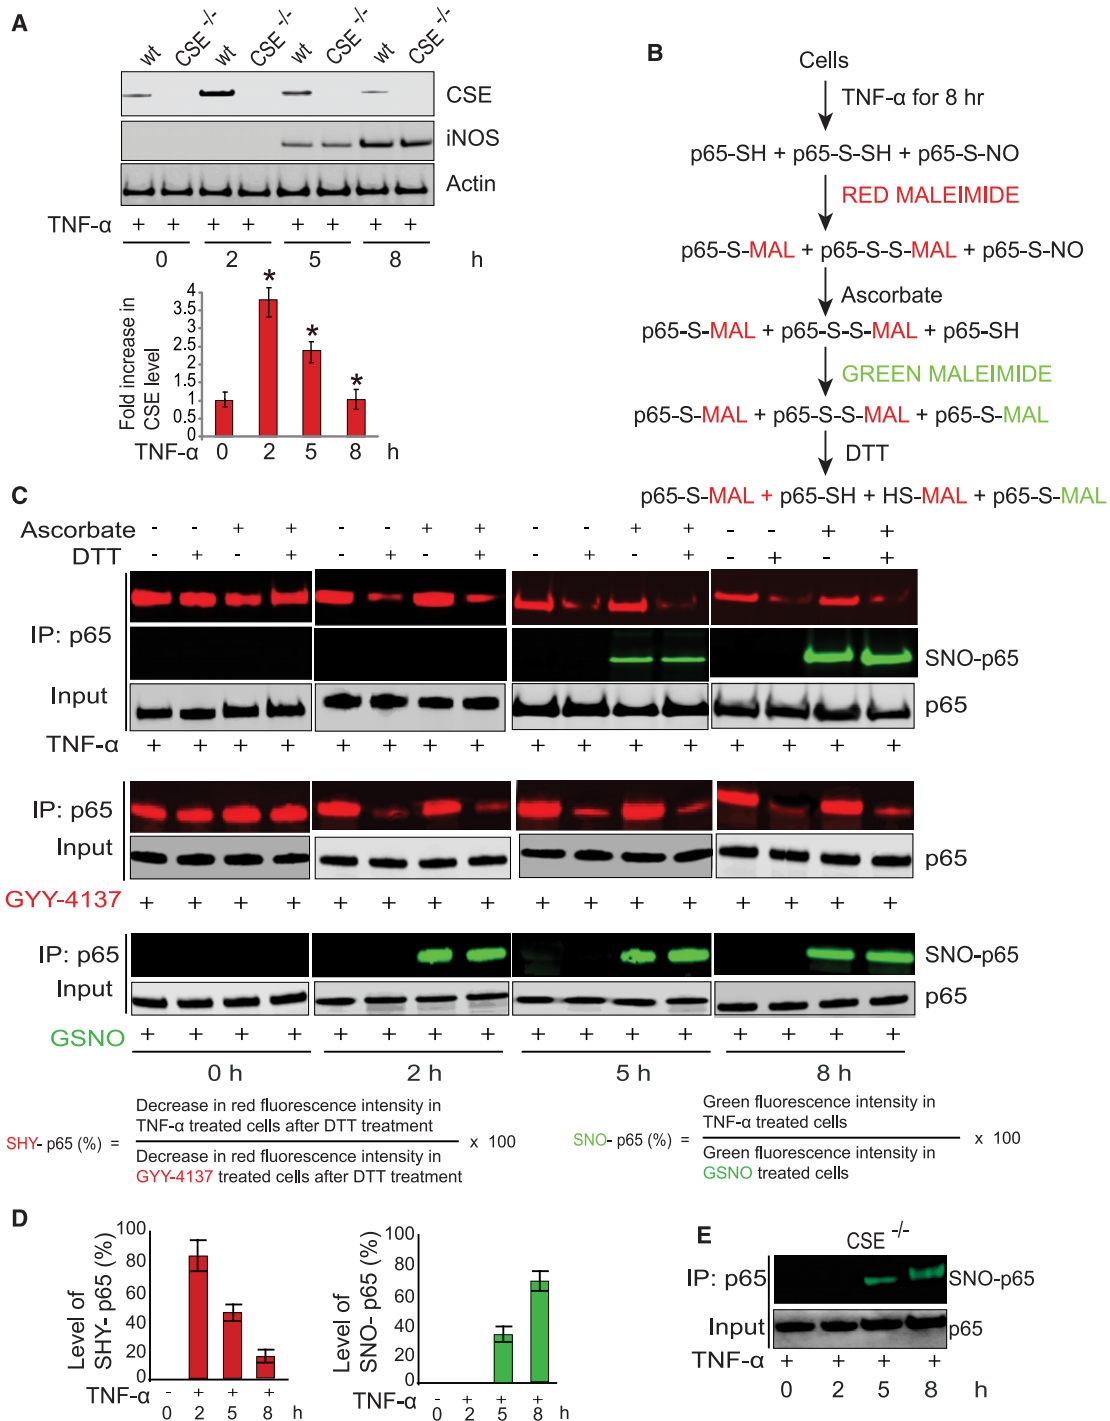 A
wt CSE -/- wt CSE -/- wt CSE -/- wt CSE -/-
CSE
iNOS
Actin
TNF-α + + + + + + + +
0 2 5 8 h
Fold increase in
CSE level
4
3.5
3
2.5
2
1.5
1
0.5
0
* * *
TNF-α 0 2 5 8 h
B
Cells
TNF-α for 8 hr
p65-SH + p65-S-SH + p65-S-NO
RED MALEIMIDE
p65-S-MAL + p65-S-S-MAL + p65-S-NO
Ascorbate
p65-S-MAL + p65-S-S-MAL + p65-SH
GREEN MALEIMIDE
p65-S-MAL + p65-S-S-MAL + p65-S-MAL
DTT
p65-S-MAL + p65-SH + HS-MAL + p65-S-MAL
C
Ascorbate - - + + - - + + - - + + - - + +
DTT - + - + - + - + - + - + - + - +
IP: p65
SNO-p65
Input
p65
TNF-α + + + + + + + + + + + + + + + +
IP: p65
Input
p65
GYY-4137 + + + + + + + + + + + + + + + +
IP: p65
SNO-p65
Input
p65
GSNO + + + + + + + + + + + + + + + +
0 h 2 h 5 h 8 h
SHY- p65 (%) =
Decrease in red fluorescence intensity in
TNF-α treated cells after DTT treatment
Decrease in red fluorescence intensity in
GYY-4137 treated cells after DTT treatment
x 100
SNO- p65 (%) =
Green fluorescence intensity in
TNF-α treated cells
Green fluorescence intensity in
GSNO treated cells
x 100
D
Level of
SHY- p65 (%)
100
80
60
40
20
0
TNF-α - + + +
0 2 5 8 h
Level of
SNO- p65 (%)
100
80
60
40
20
0
TNF-α - + + +
0 2 5 8 h
E
CSE -/-
IP: p65
SNO-p65
Input
p65
TNF-α + + + +
0 2 5 8 h